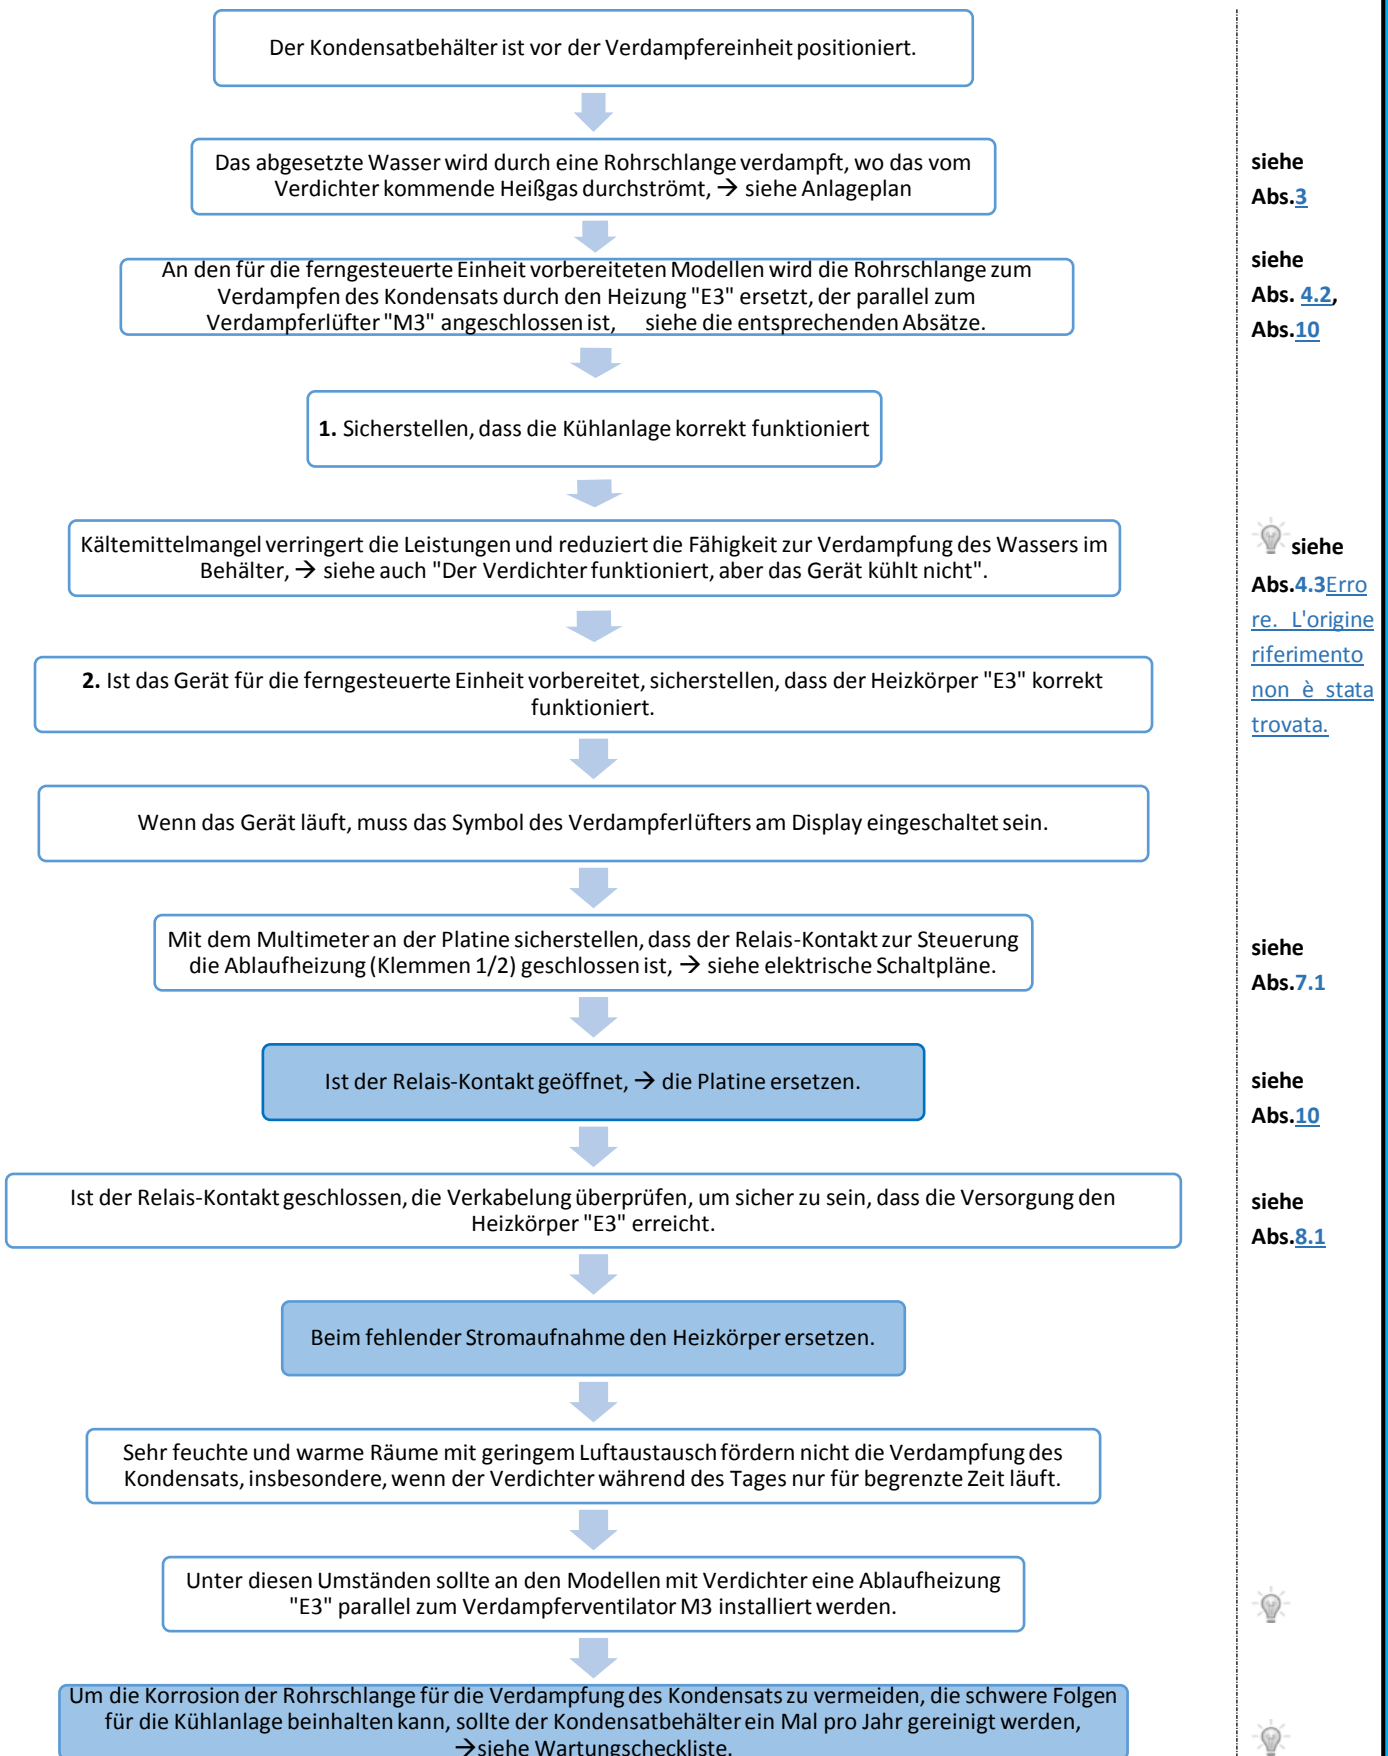 Der Kondensatbehälter ist vor der Verdampfereinheit positioniert.
Das abgesetzte Wasser wird durch eine Rohrschlange verdampft, wo das vom
Verdichter kommende Heißgas durchströmt, → siehe Anlageplan
siehe
Abs.3
An den für die ferngesteuerte Einheit vorbereiteten Modellen wird die Rohrschlange zum
Verdampfen des Kondensats durch den Heizung "E3" ersetzt, der parallel zum
Verdampferlüfter "M3" angeschlossen ist, siehe die entsprechenden Absätze.
siehe
Abs. 4.2,
Abs.10
1. Sicherstellen, dass die Kühlanlage korrekt funktioniert
Kältemittelmangel verringert die Leistungen und reduziert die Fähigkeit zur Verdampfung des Wassers im
Behälter, → siehe auch "Der Verdichter funktioniert, aber das Gerät kühlt nicht".
siehe
Abs.4.3Erro
re. L'origine
riferimento
non è stata
trovata.
2. Ist das Gerät für die ferngesteuerte Einheit vorbereitet, sicherstellen, dass der Heizkörper "E3" korrekt
funktioniert.
Wenn das Gerät läuft, muss das Symbol des Verdampferlüfters am Display eingeschaltet sein.
Mit dem Multimeter an der Platine sicherstellen, dass der Relais-Kontakt zur Steuerung
die Ablaufheizung (Klemmen 1/2) geschlossen ist, → siehe elektrische Schaltpläne.
siehe
Abs.7.1
Ist der Relais-Kontakt geöffnet, → die Platine ersetzen.
siehe
Abs.10
Ist der Relais-Kontakt geschlossen, die Verkabelung überprüfen, um sicher zu sein, dass die Versorgung den
Heizkörper "E3" erreicht.
siehe
Abs.8.1
Beim fehlender Stromaufnahme den Heizkörper ersetzen.
Sehr feuchte und warme Räume mit geringem Luftaustausch fördern nicht die Verdampfung des
Kondensats, insbesondere, wenn der Verdichter während des Tages nur für begrenzte Zeit läuft.
Unter diesen Umständen sollte an den Modellen mit Verdichter eine Ablaufheizung
"E3" parallel zum Verdampferventilator M3 installiert werden.
Um die Korrosion der Rohrschlange für die Verdampfung des Kondensats zu vermeiden, die schwere Folgen
für die Kühlanlage beinhalten kann, sollte der Kondensatbehälter ein Mal pro Jahr gereinigt werden,
→siehe Wartungscheckliste.